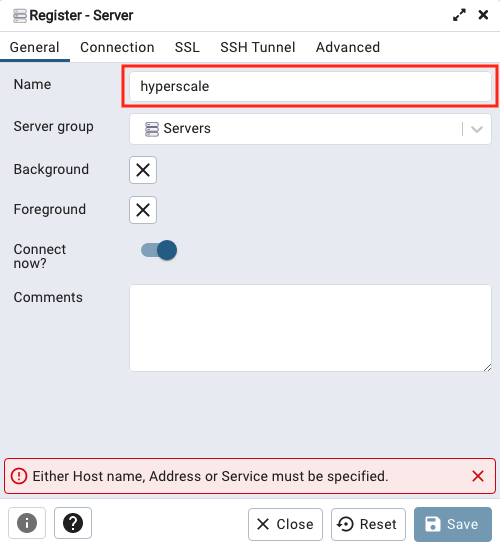 Register - Server
General Connection SSL SSH Tunnel Advanced
Name hyperscale
Server group Servers
Background
Foreground
Connect
now?
Comments
Either Host name, Address or Service must be specified.
Close Reset Save